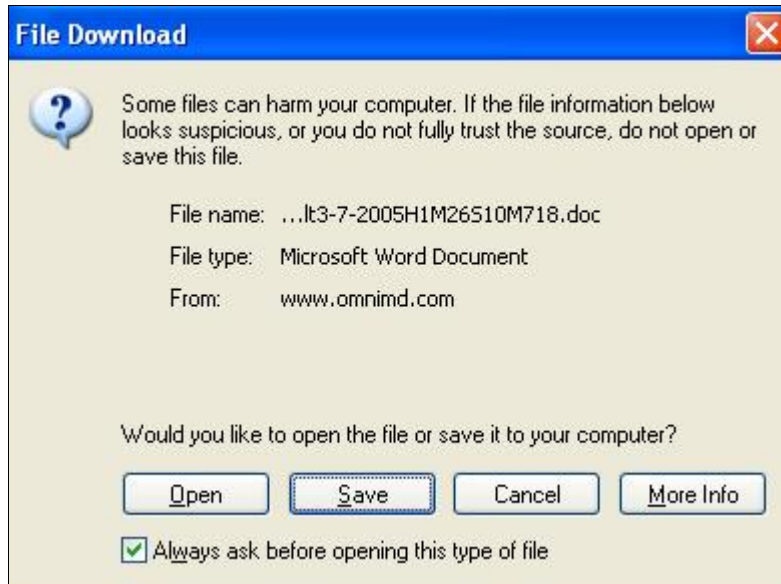 File Download
Some files can harm your computer. If the file information below
looks suspicious, or you do not fully trust the source, do not open or
save this file.
File name: ...lt3-7-2005H1M26S10M718.doc
File type: Microsoft Word Document
From: www.omnimd.com
Would you like to open the file or save it to your computer?
Open Save Cancel More Info
Always ask before opening this type of file